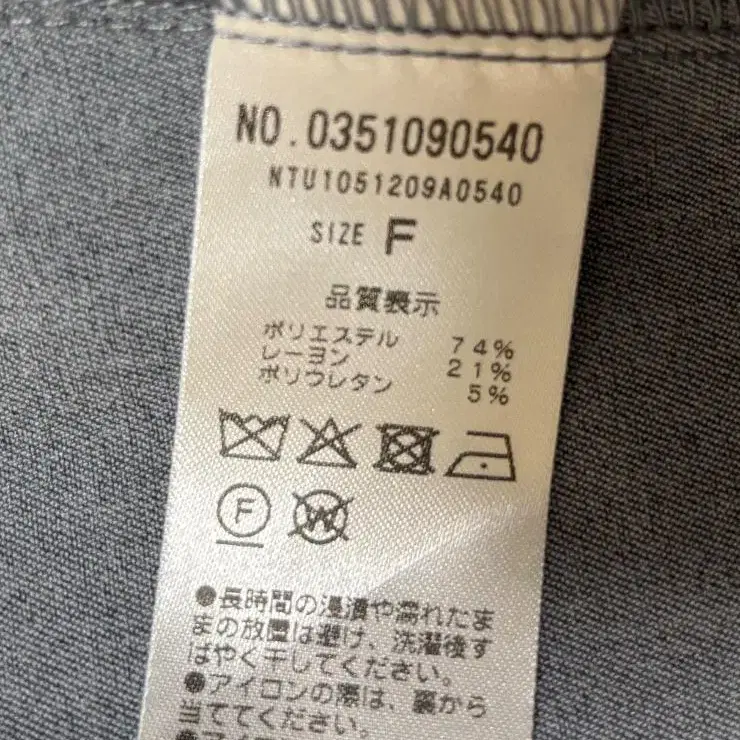 NO.0351090540
NTU1051209A0540
SIZE F
品質表示
ポリエステル 74%
レーヨン 21%
ポリウレタン 5%
F W
●長時間の浸漬や濡れたま
まの放置は避け、洗濯後す
ばやく干してください。
●アイロンの際は、裏から
当ててください。